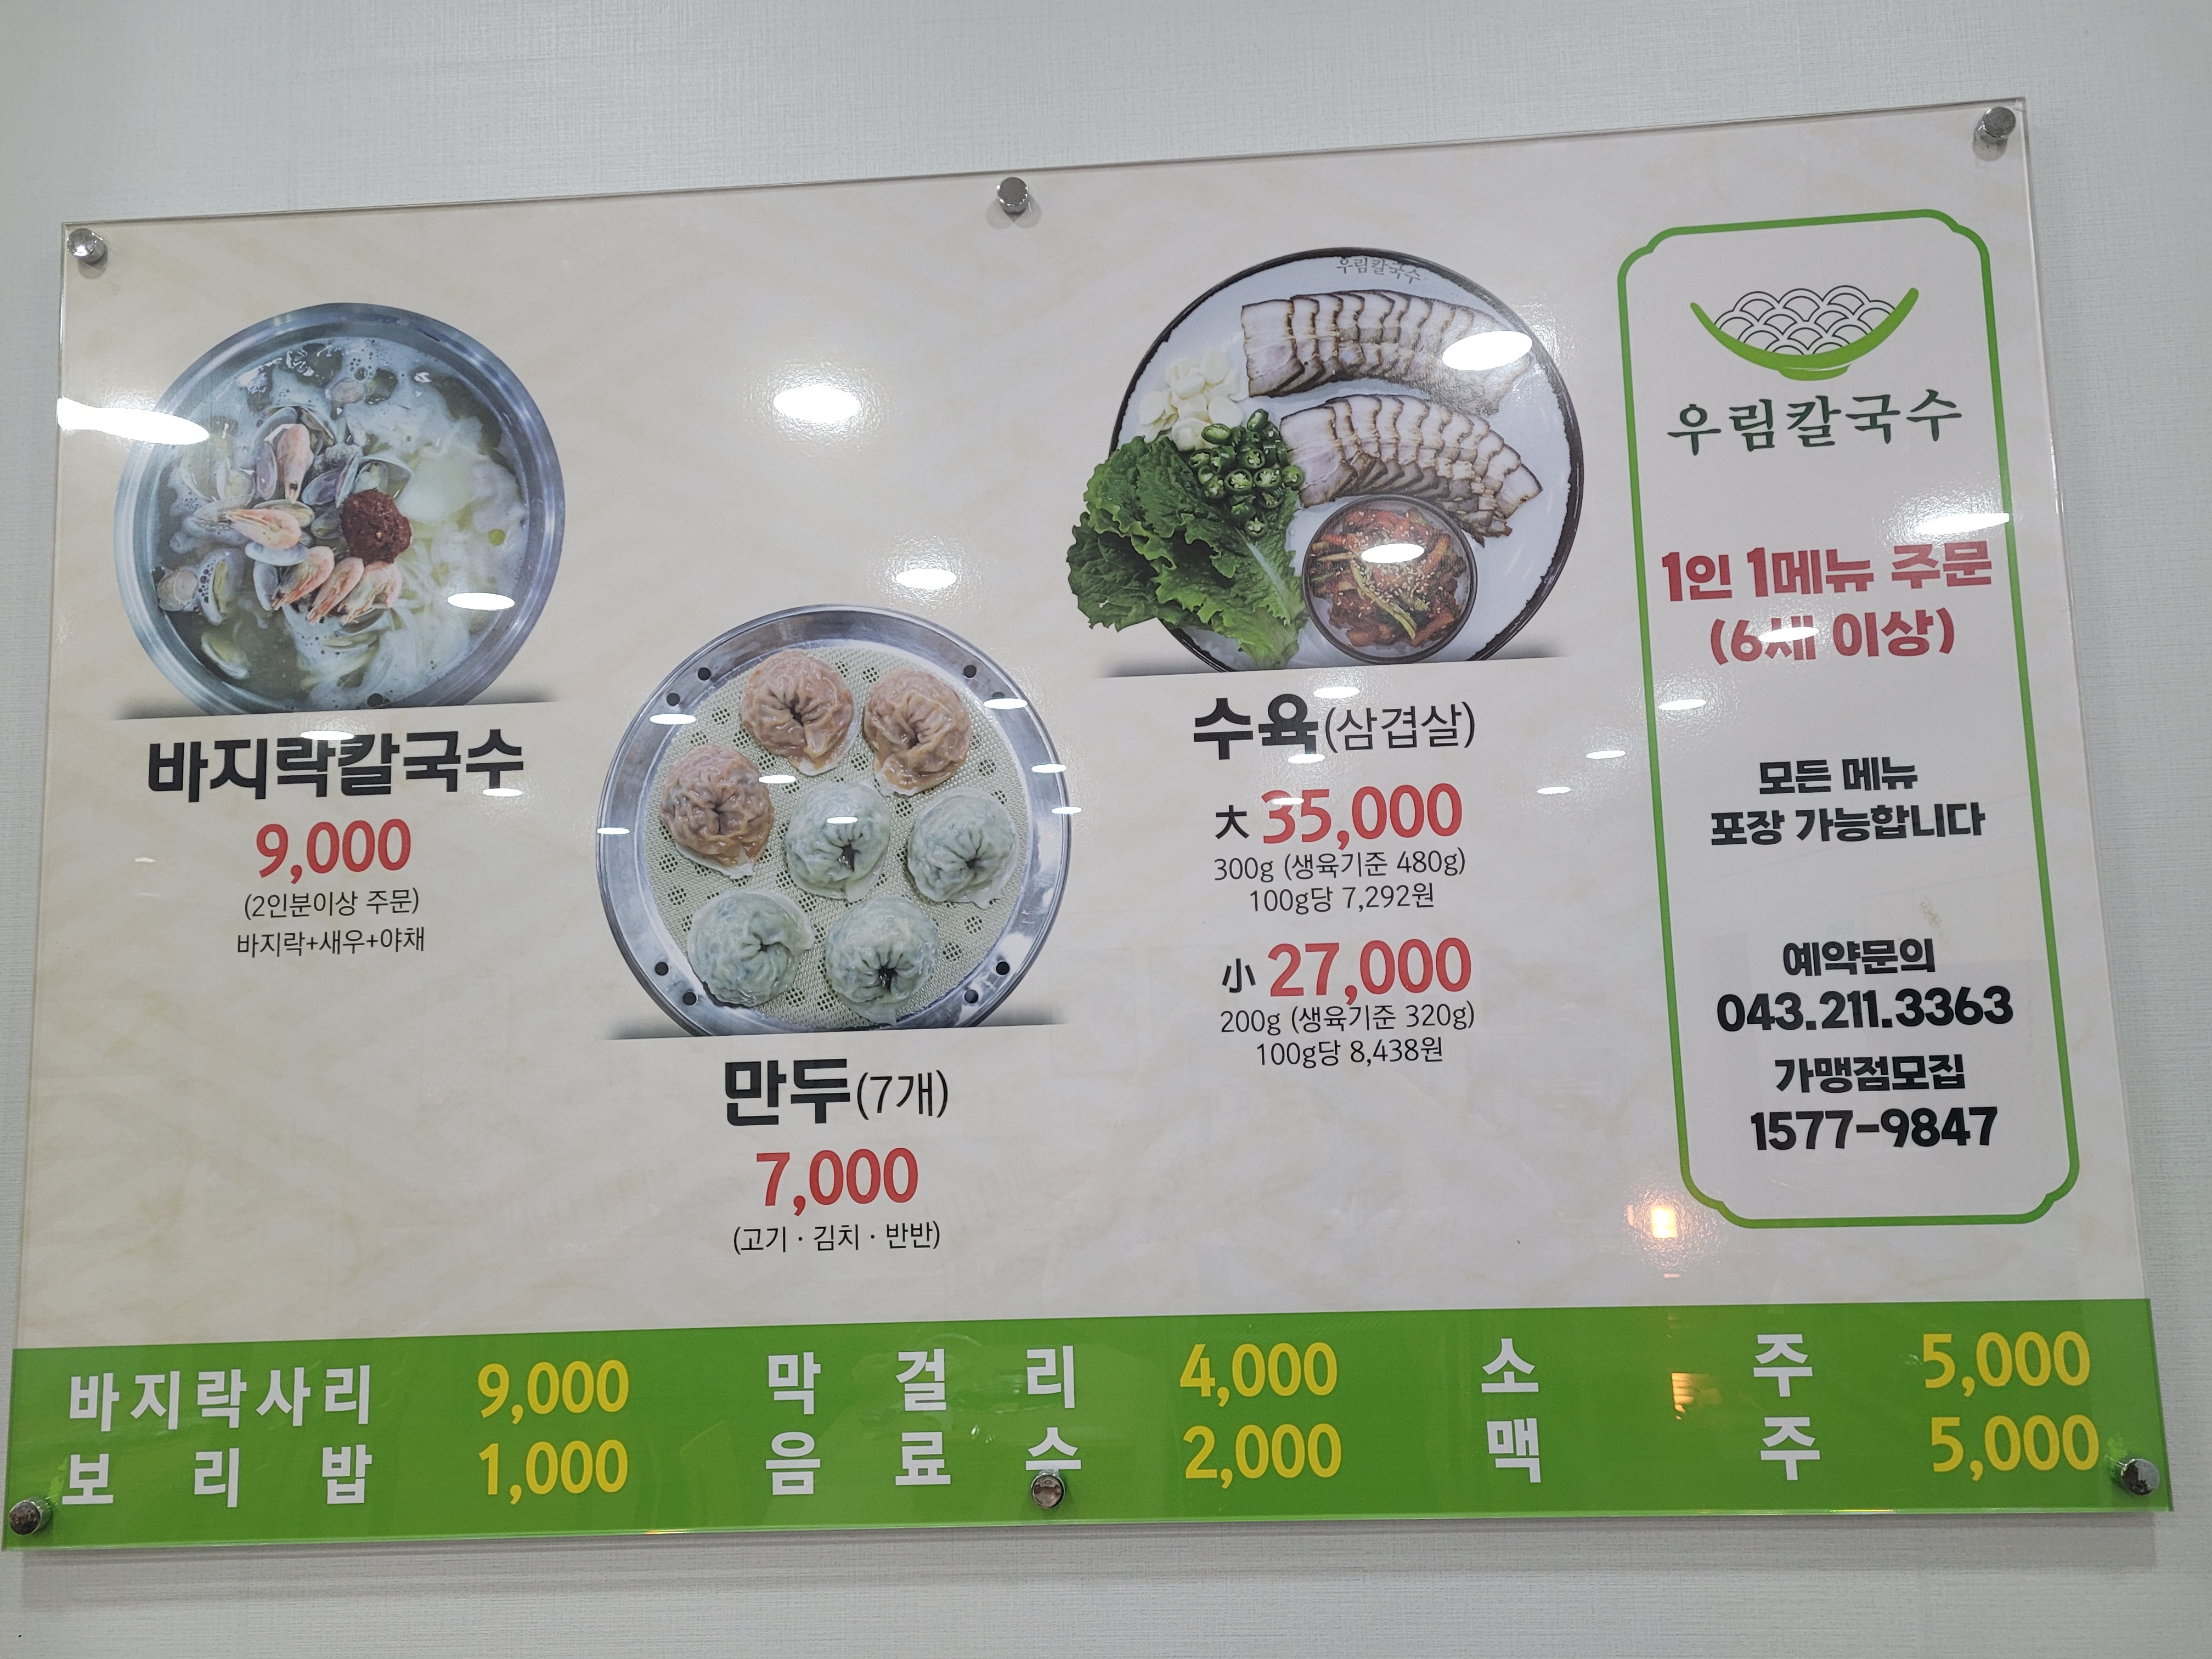 바지락칼국수
9,000
(2인분이상 주문)
바지락+새우+야채
만두(7개)
7,000
(고기 · 김치 · 반반)
우림칼국수
수육(삼겹살)
大 35,000
300g (생육기준 480g)
100g당 7,292원
小 27,000
200g (생육기준 320g)
100g당 8,438원
우림칼국수
1인 1메뉴 주문
(6세 이상)
모든 메뉴
포장 가능합니다
예약문의
043.211.3363
가맹점모집
1577-9847
바지락사리 9,000 막걸리 4,000 소주 5,000
보리밥 1,000 음료수 2,000 맥주 5,000